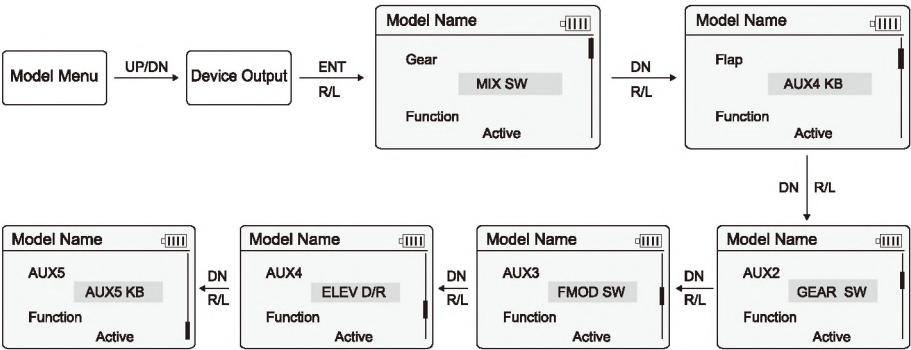 Model Menu
UP/DN
Device Output
ENT
R/L
Model Name
Gear
MIX SW
Function
Active
DN
R/L
Model Name
Flap
AUX4 KB
Function
Active
DN R/L
Model Name
AUX2
GEAR SW
Function
Active
DN
R/L
Model Name
AUX3
FMOD SW
Function
Active
DN
R/L
Model Name
AUX4
ELEV D/R
Function
Active
DN
R/L
Model Name
AUX5
AUX5 KB
Function
Active